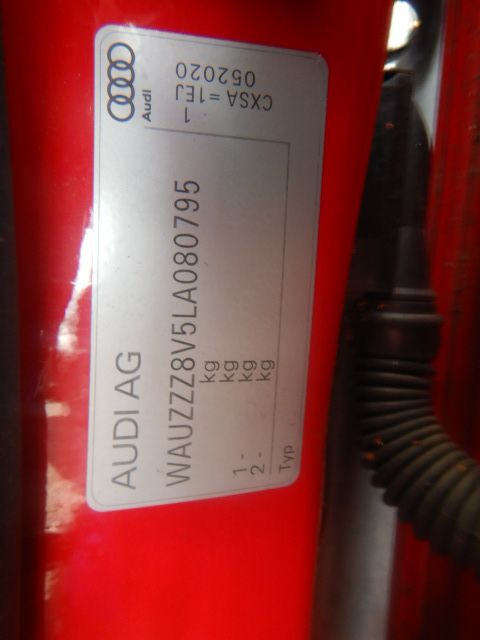 AUDI AG
WAUZZZ8V5LA080795
kg
kg
1 - kg
2 - kg
Typ
Audi
1
CXSA =1EJ
052020